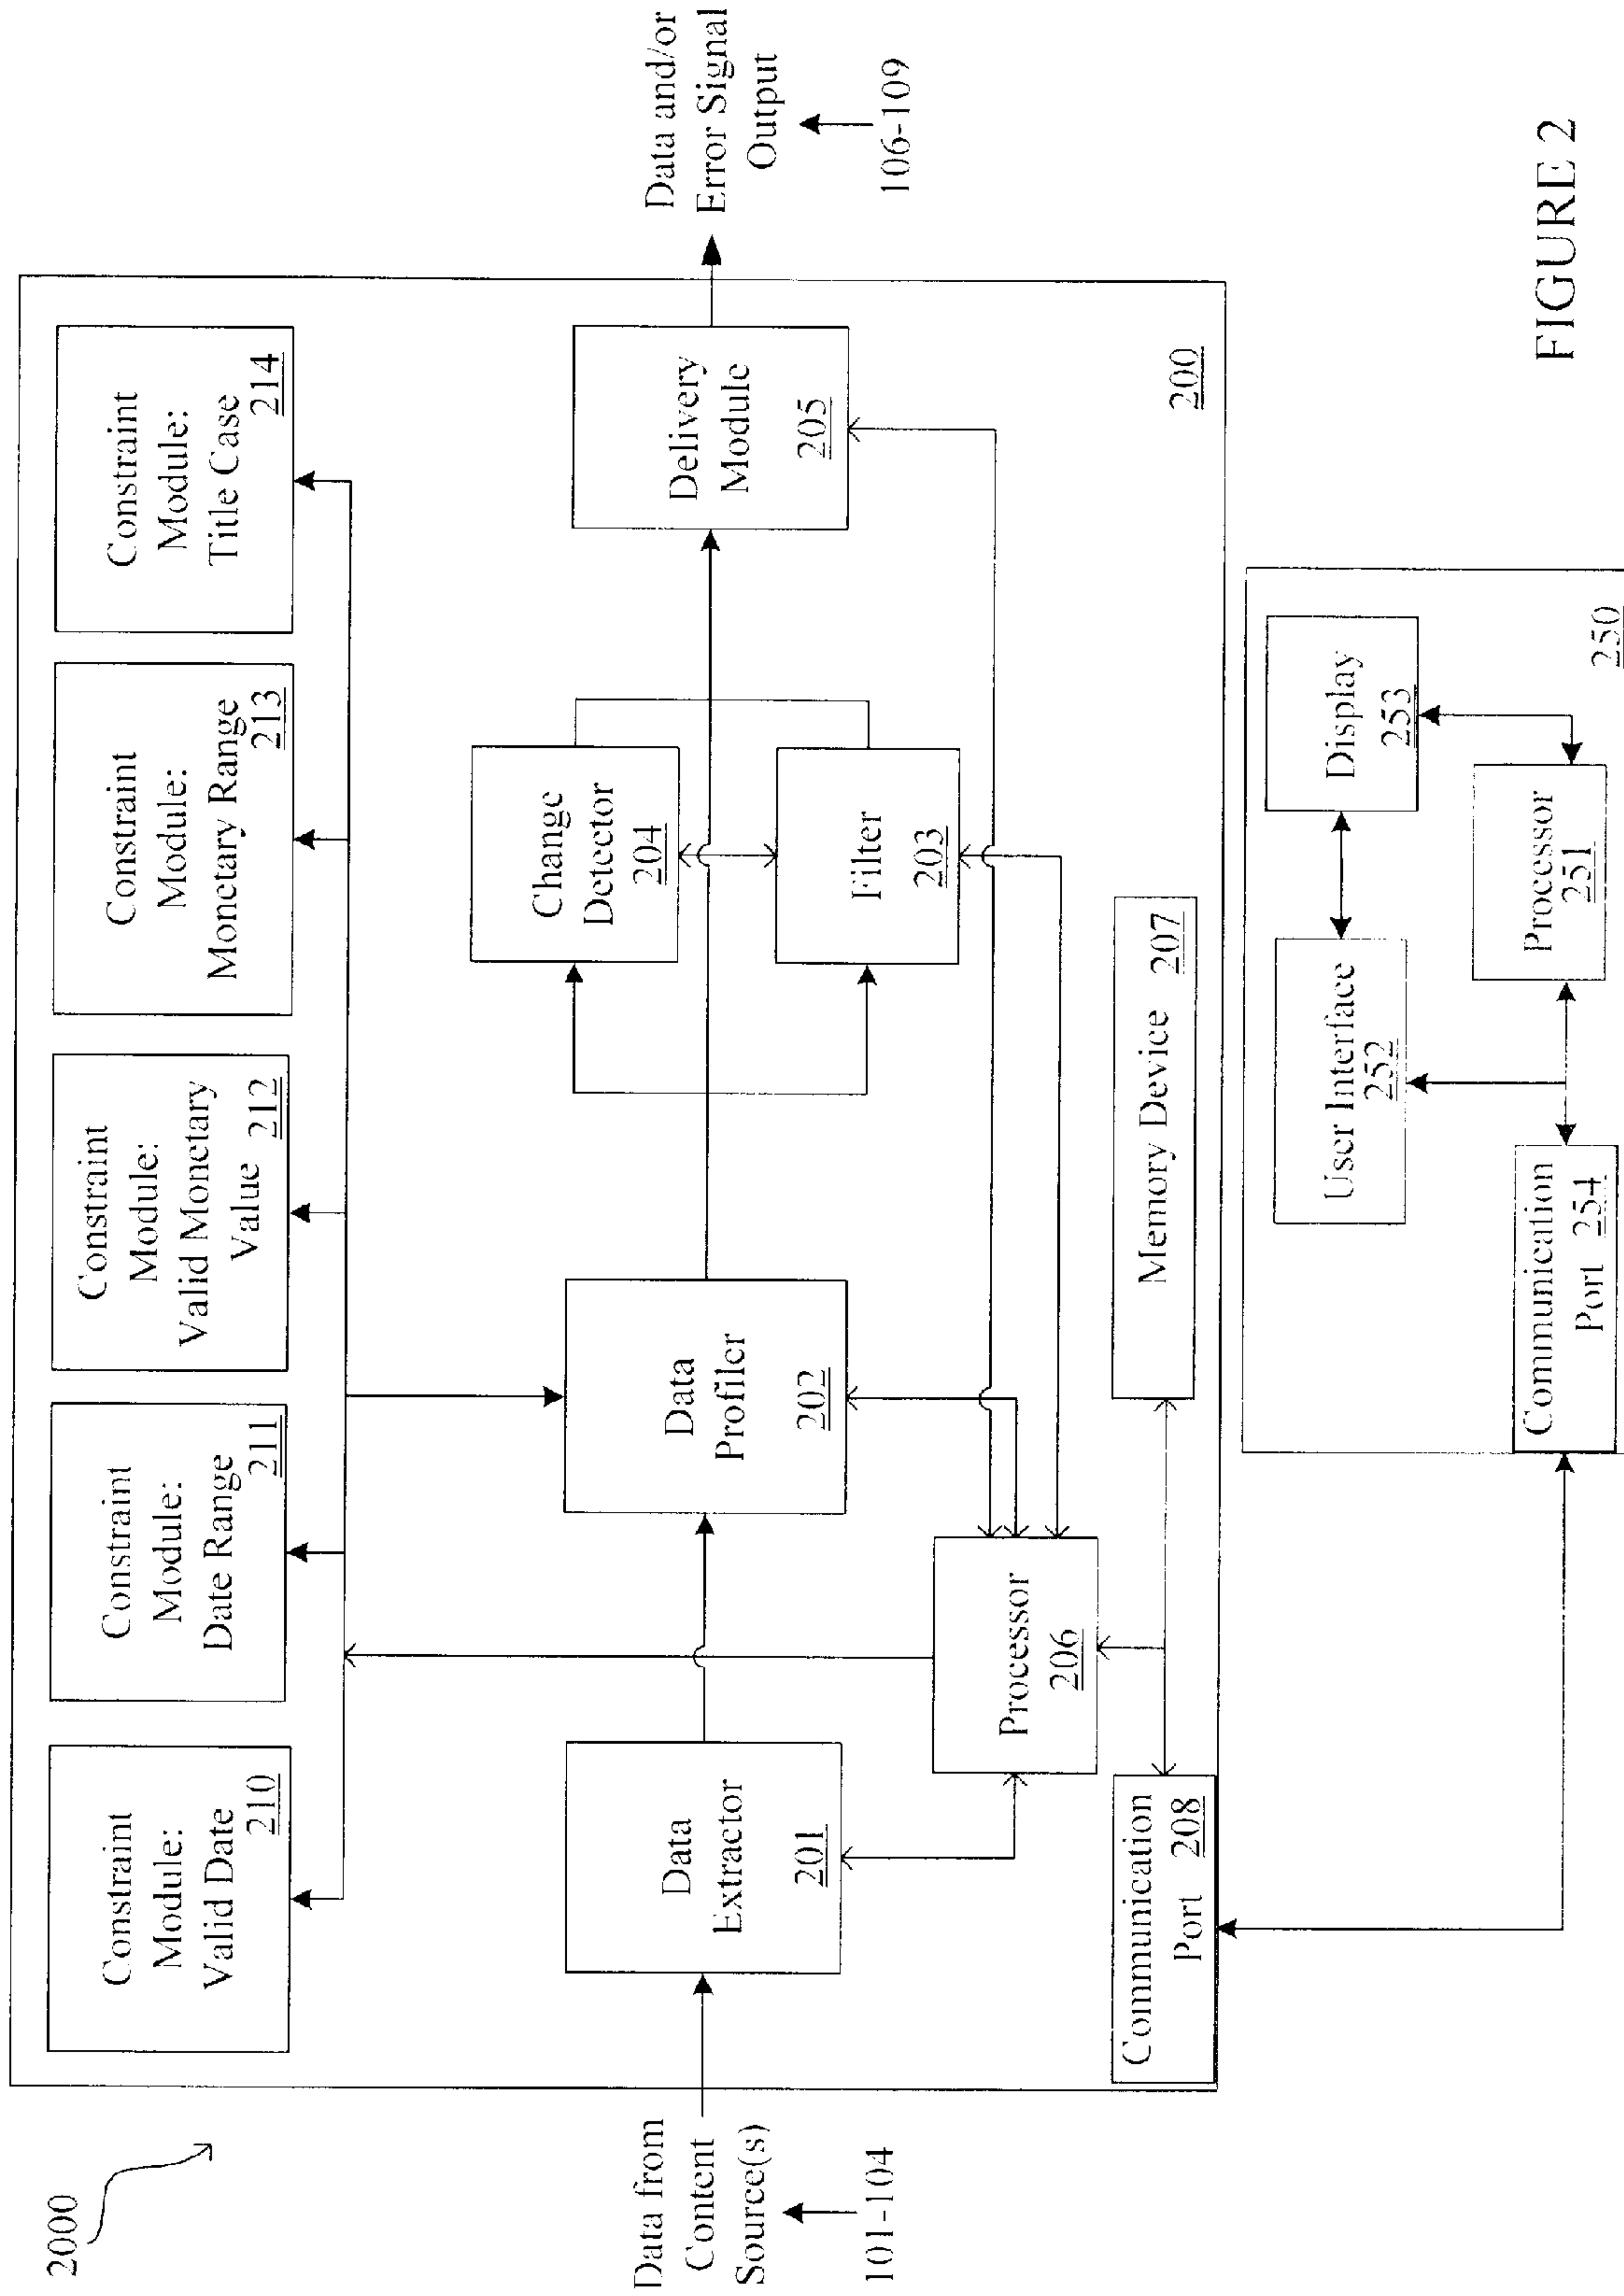 2000
Constraint
Module:
Valid Date
210
Constraint
Module:
Date Range
211
Constraint
Module:
Valid Monetary
Value 212
Constraint
Module:
Monetary Range
213
Constraint
Module:
Title Case
214
Data from
Content
Source(s)
101-104
Data
Extractor
201
Data
Profiler
202
Change
Detector
204
Filter
203
Delivery
Module
205
Data and/or
Error Signal
Output
106-109
Processor
206
Memory Device 207
Communication
Port 208
200
User Interface
252
Display
253
Processor
251
Communication
Port 254
250
FIGURE 2